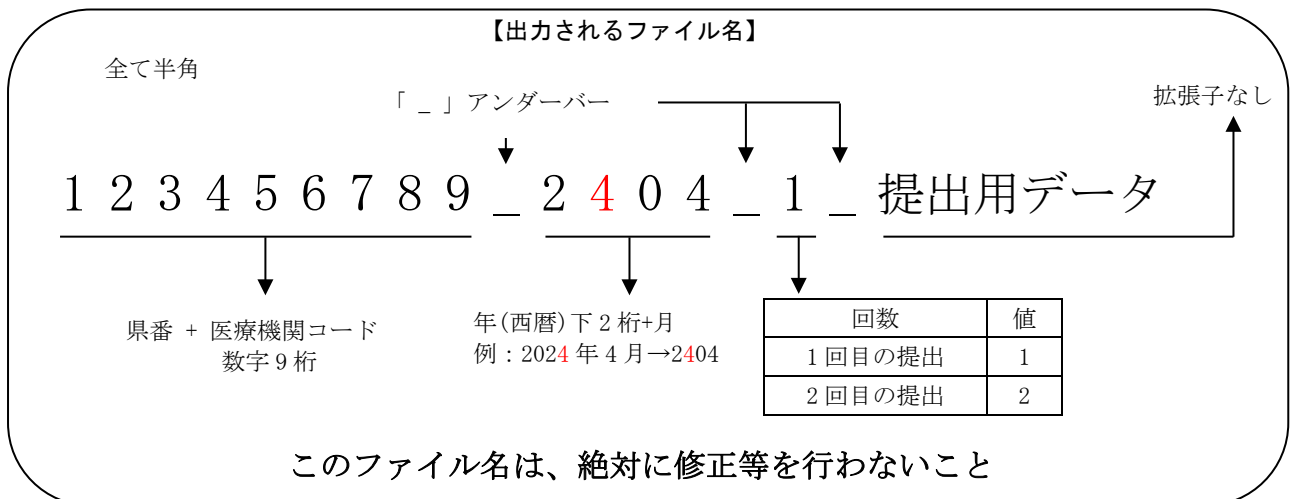 【出力されるファイル名】
全て半角
「 _ 」アンダーバー
拡張子なし
123456789_2404_1_提出用データ
県番 + 医療機関コード
数字9桁
年(西暦)下2桁+月
例：2024年4月→2404
回数 値
1回目の提出 1
2回目の提出 2
このファイル名は、絶対に修正等を行わないこと